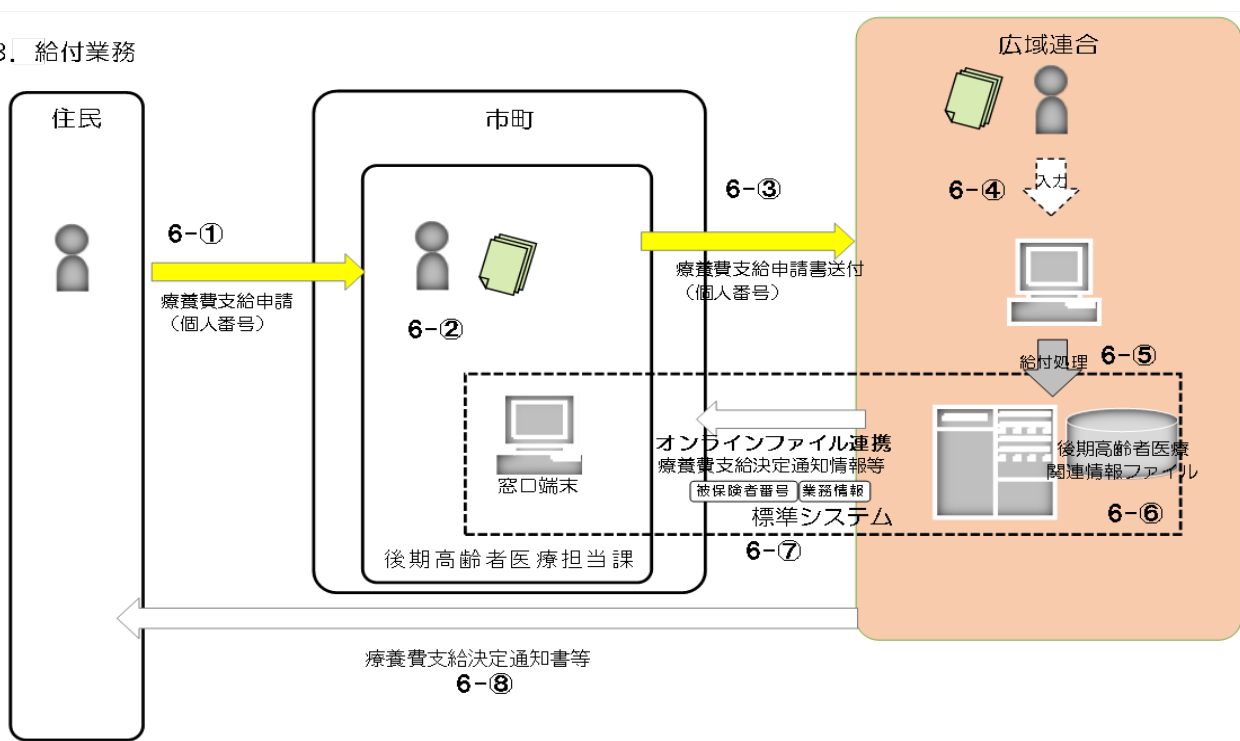 3. 給付業務
広域連合
住民
市町
6-①
療養費支給申請
（個人番号）
6-②
6-③
療養費支給申請書送付
（個人番号）
6-④
入力
給付処理
6-⑤
オンラインファイル連携
療養費支給決定通知情報等
被保険者番号
業務情報
標準システム
窓口端末
後期高齢者医療
関連情報ファイル
6-⑥
6-⑦
後期高齢者医療担当課
療養費支給決定通知書等
6-⑧